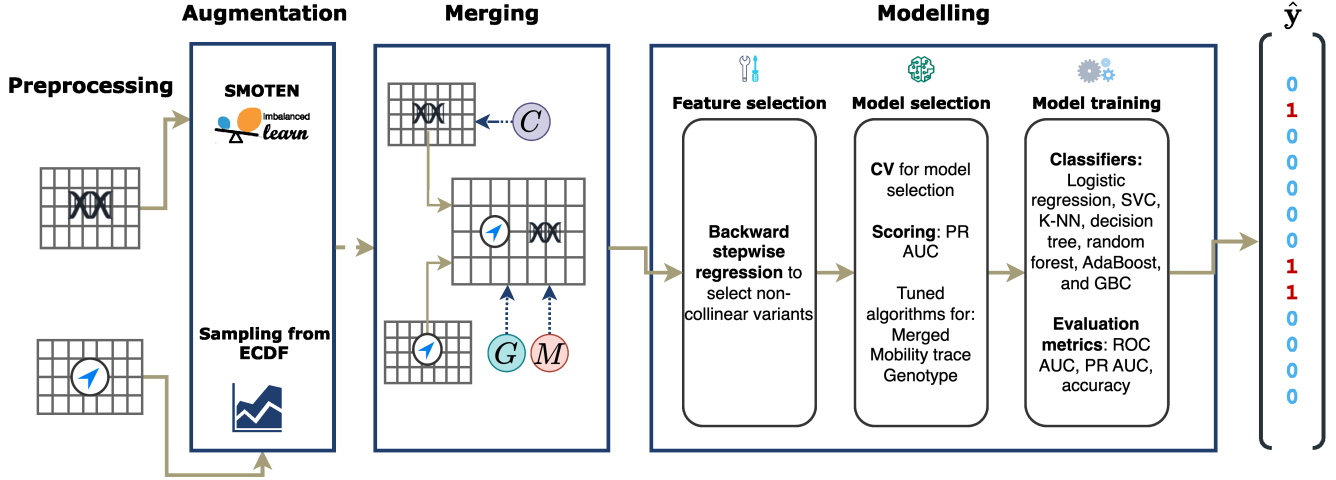 Preprocessing
Augmentation
SMOTEN
imbalanced
learn
Sampling from
ECDF
Merging
C
G
M
Modelling
Feature selection
Backward
stepwise
regression to
select non-
collinear variants
Model selection
CV for model
selection
Scoring: PR
AUC
Tuned
algorithms for:
Merged
Mobility trace
Genotype
Model training
Classifiers:
Logistic
regression, SVC,
K-NN, decision
tree, random
forest, AdaBoost,
and GBC
Evaluation
metrics: ROC
AUC, PR AUC,
accuracy
ŷ
0
1
0
0
0
0
0
1
1
0
0
0
0